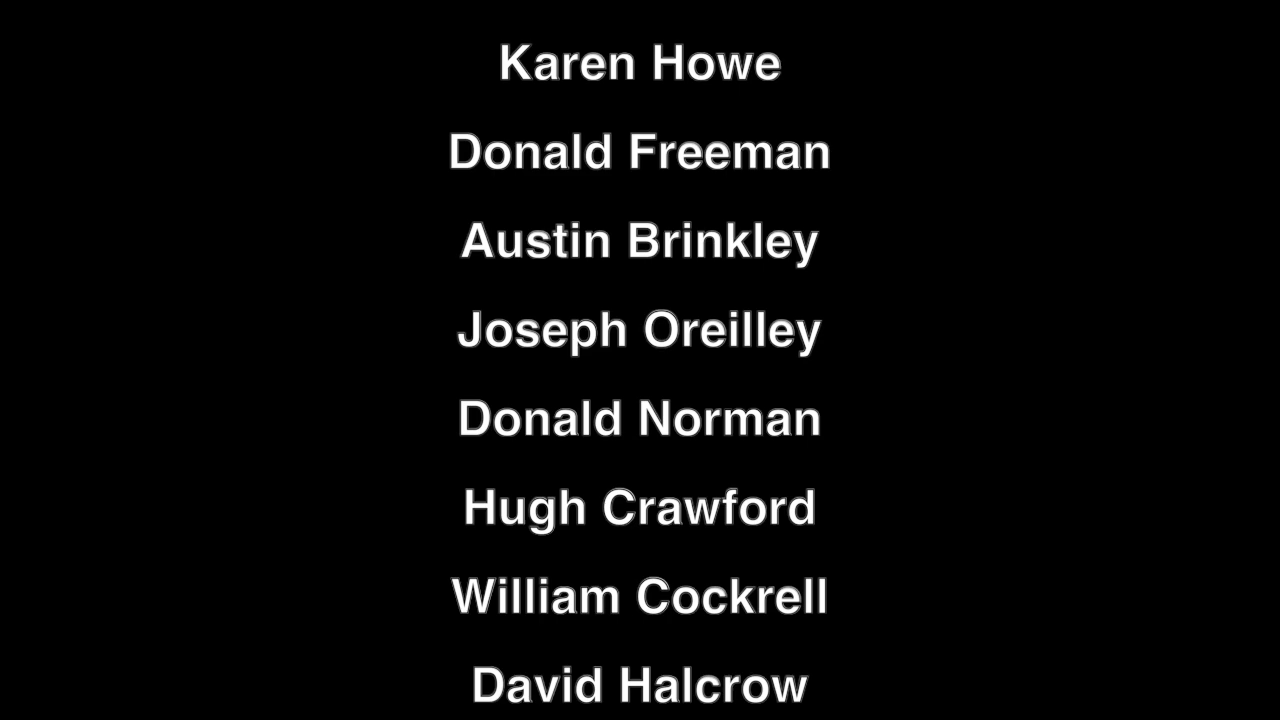 Karen Howe
Donald Freeman
Austin Brinkley
Joseph Oreilley
Donald Norman
Hugh Crawford
William Cockrell
David Halcrow